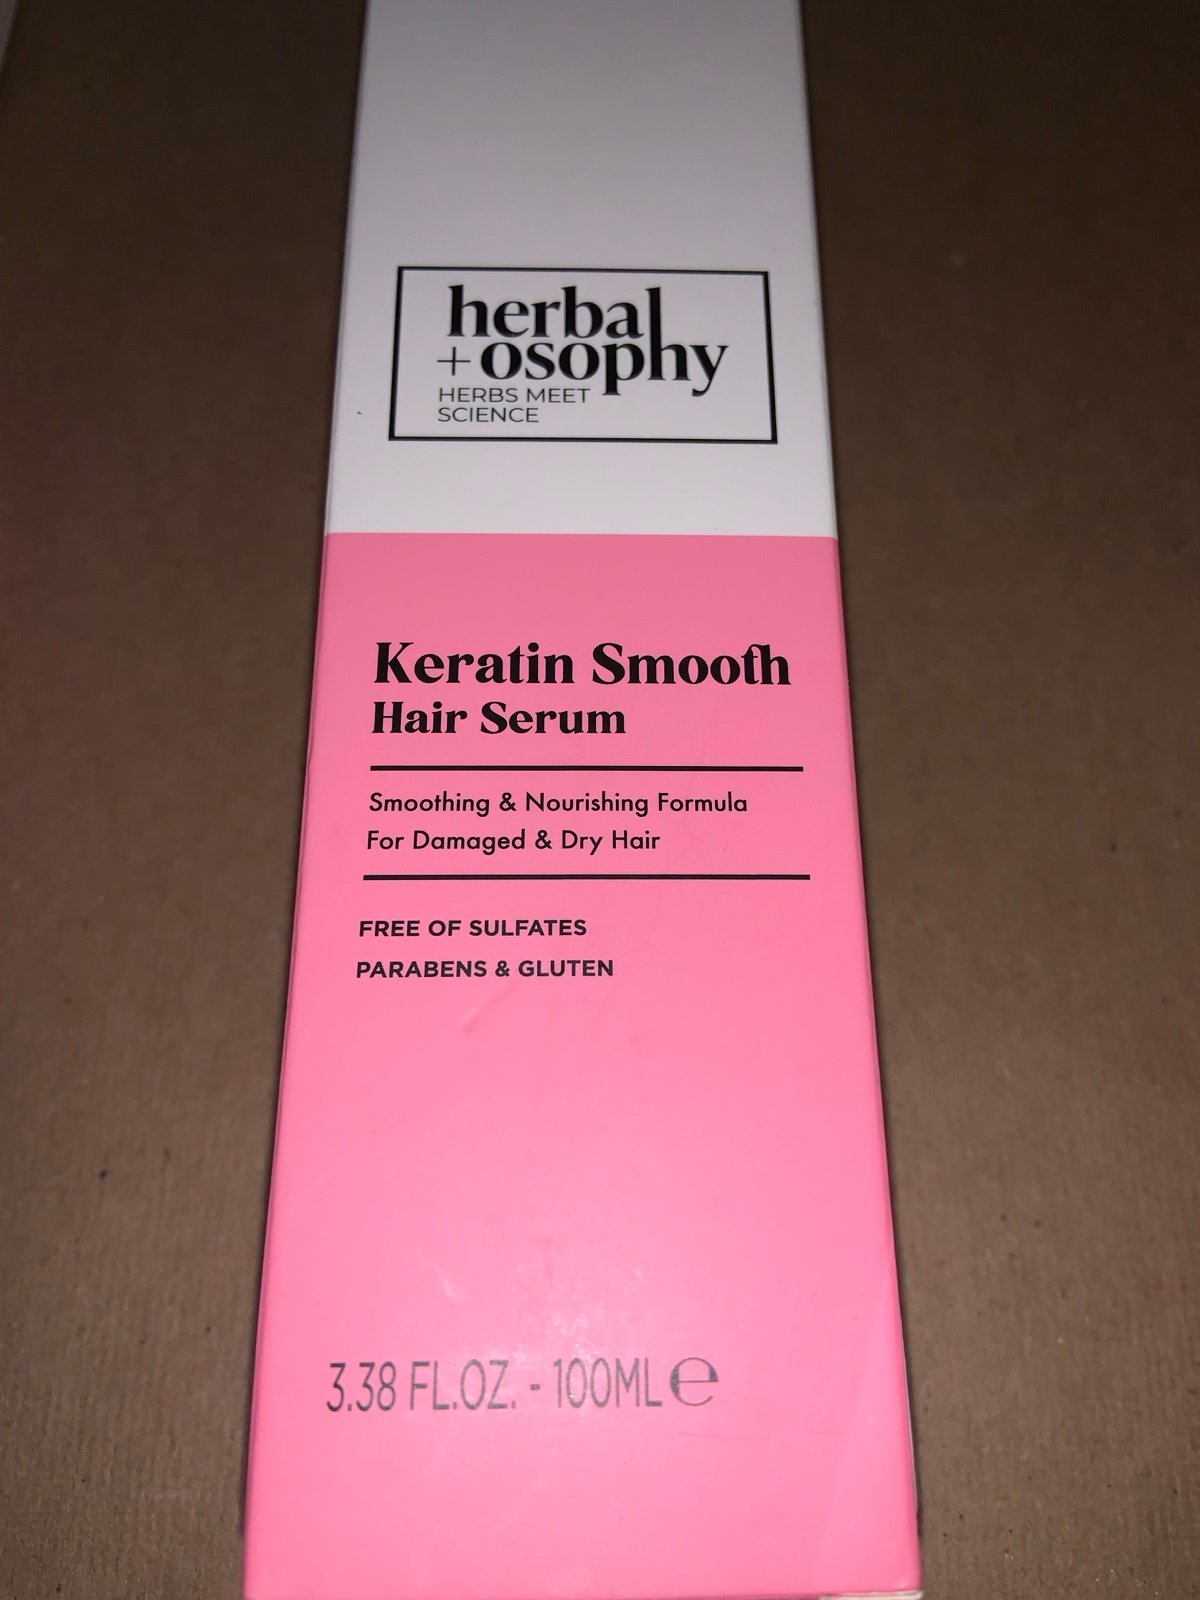 herbal
+osophy
HERBS MEET
SCIENCE
Keratin Smooth
Hair Serum
Smoothing & Nourishing Formula
For Damaged & Dry Hair
FREE OF SULFATES
PARABENS & GLUTEN
3.38 FL.OZ. - 100ML ℮